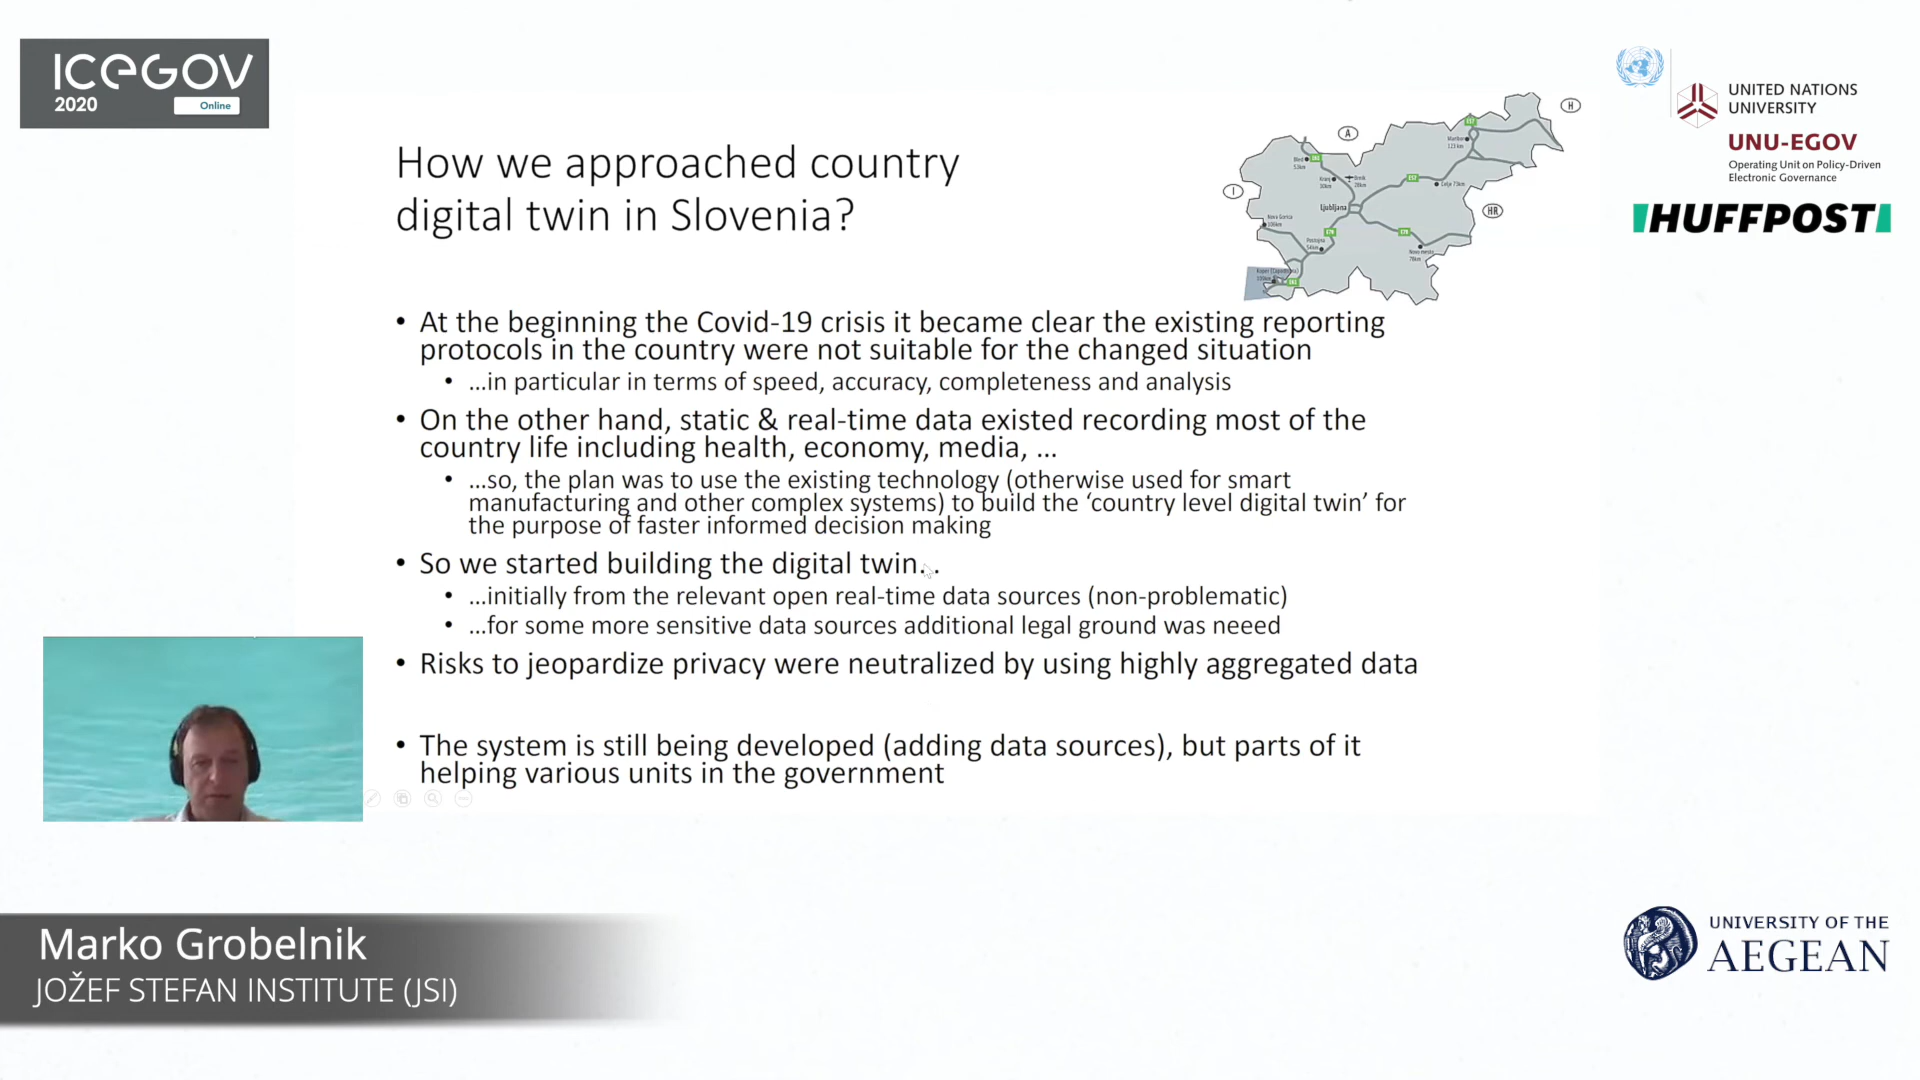 ICEGOV
2020
Online
UNITED NATIONS
UNIVERSITY
UNU-EGOV
Operating Unit on Policy-Driven
Electronic Governance
HUFFPOST
How we approached country
digital twin in Slovenia?
A
H
I
HR
Ljubljana
• At the beginning the Covid-19 crisis it became clear the existing reporting
protocols in the country were not suitable for the changed situation
• ...in particular in terms of speed, accuracy, completeness and analysis
• On the other hand, static & real-time data existed recording most of the
country life including health, economy, media, ...
• ...so, the plan was to use the existing technology (otherwise used for smart
manufacturing and other complex systems) to build the ‘country level digital twin’ for
the purpose of faster informed decision making
• So we started building the digital twin...
• ...initially from the relevant open real-time data sources (non-problematic)
• ...for some more sensitive data sources additional legal ground was neeed
• Risks to jeopardize privacy were neutralized by using highly aggregated data
• The system is still being developed (adding data sources), but parts of it
helping various units in the government
Marko Grobelnik
JOŽEF STEFAN INSTITUTE (JSI)
UNIVERSITY OF THE
AEGEAN